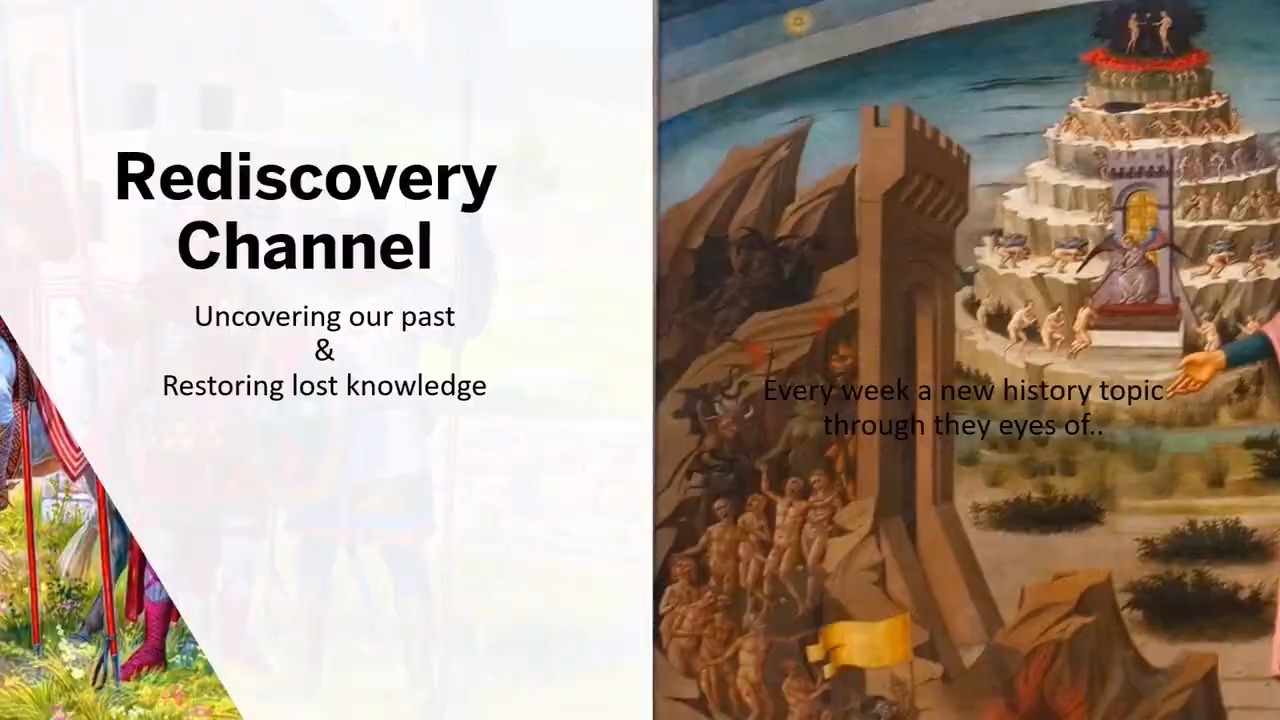 Rediscovery
Channel
Uncovering our past
&
Restoring lost knowledge
Every week a new history topic
through they eyes of..